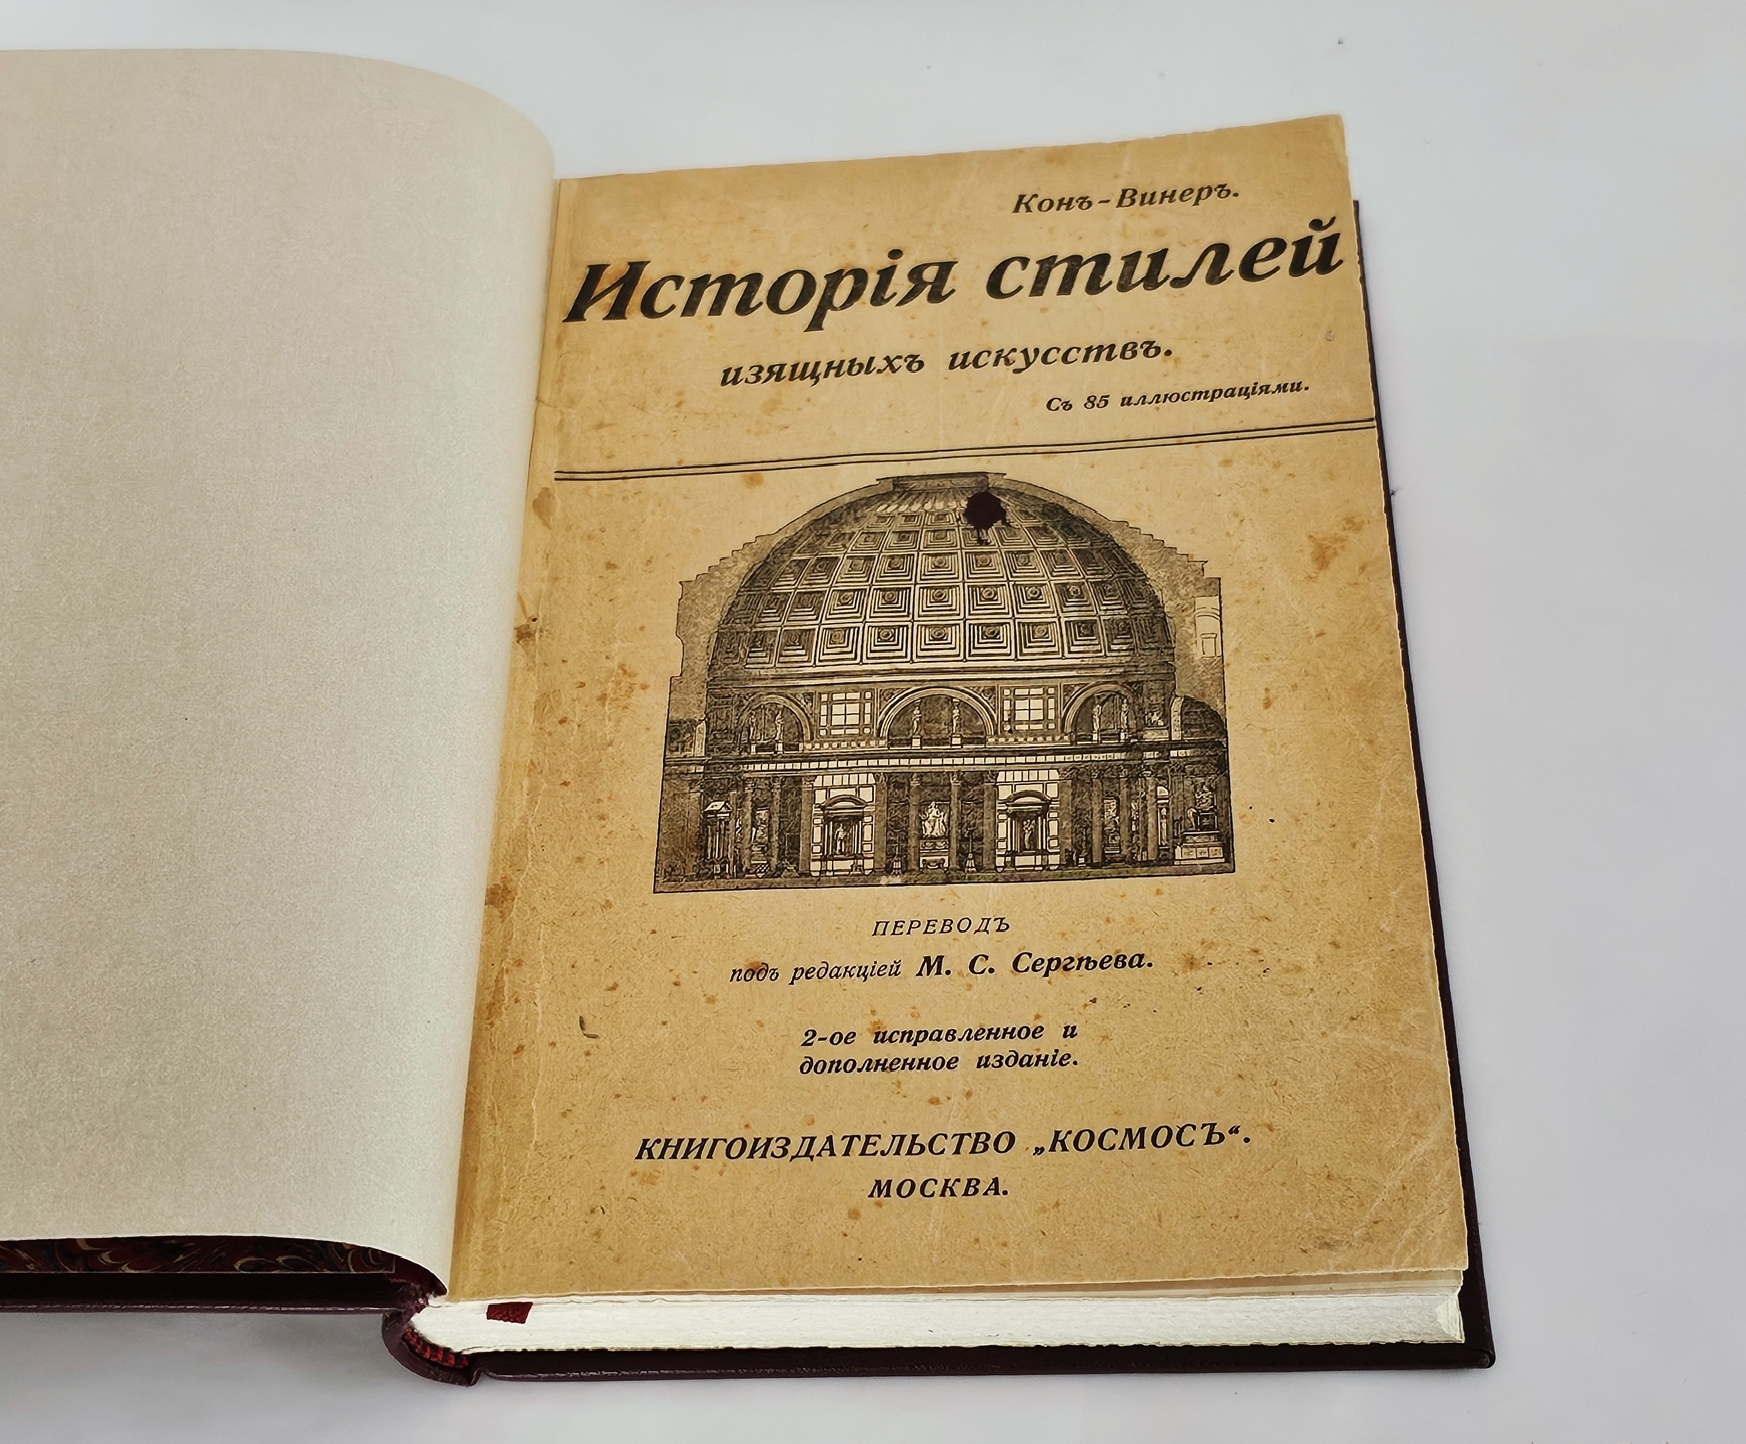 Конъ-Винеръ.
Исторія стилей
изящныхъ искусствъ.
Съ 85 иллюстраціями.
ПЕРЕВОДЪ
подъ редакціей М. С. Сергѣева.
2-ое исправленное и
дополненное изданіе.
КНИГОИЗДАТЕЛЬСТВО „КОСМОСЪ“.
МОСКВА.